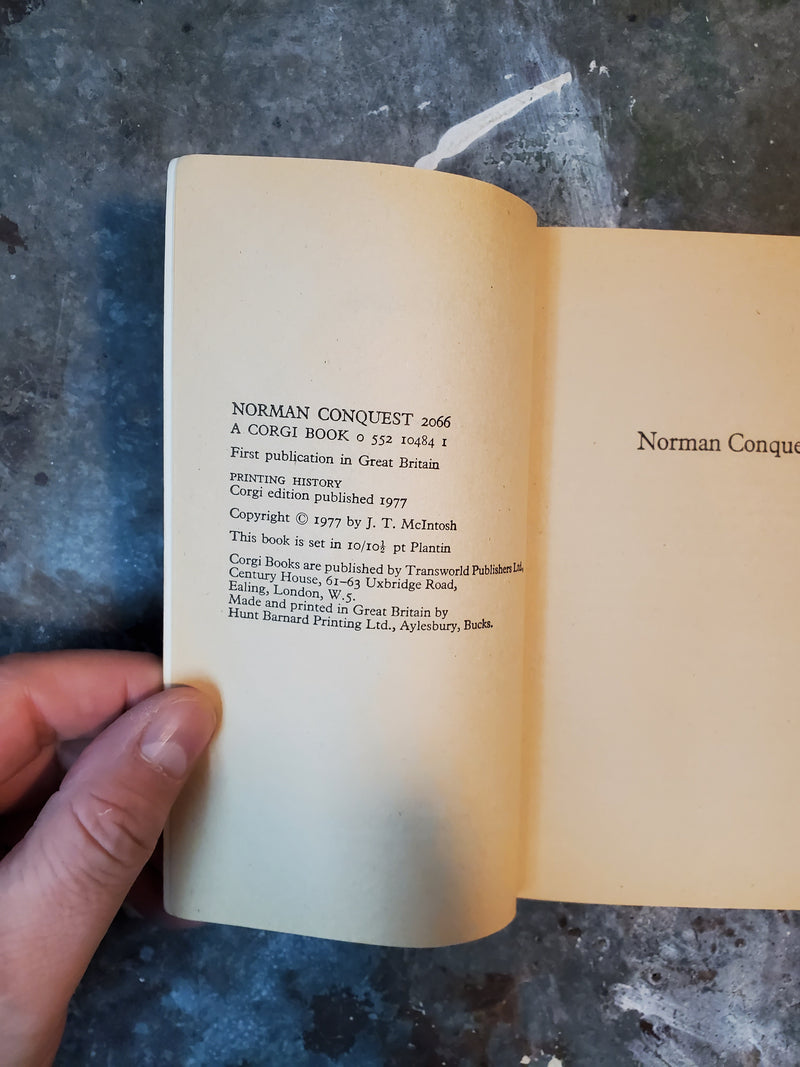 NORMAN CONQUEST 2066
A CORGI BOOK 0 552 10484 1
First publication in Great Britain
PRINTING HISTORY
Corgi edition published 1977
Copyright © 1977 by J. T. McIntosh
This book is set in 10/10½ pt Plantin
Corgi Books are published by Transworld Publishers Ltd,
Century House, 61–63 Uxbridge Road,
Ealing, London, W.5.
Made and printed in Great Britain by
Hunt Barnard Printing Ltd., Aylesbury, Bucks.
Norman Conque